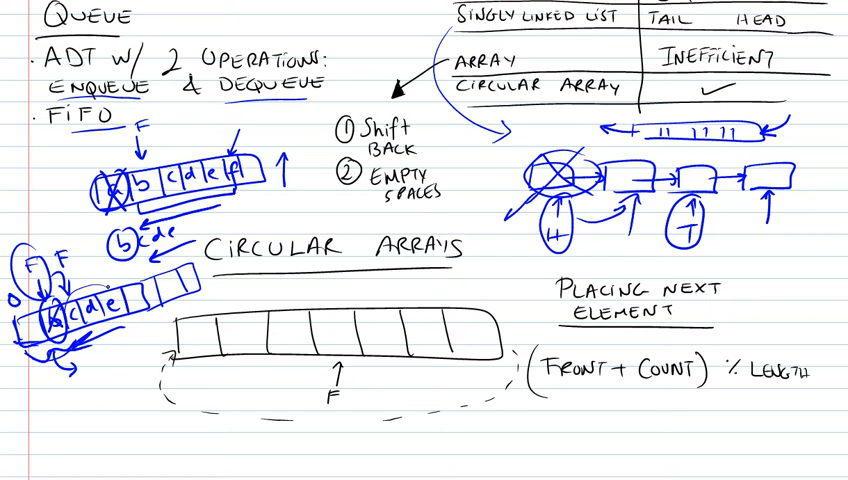 QUEUE
· ADT W/ 2 OPERATIONS:
ENQUEUE & DEQUEUE
· FIFO
SINGLY LINKED LIST TAIL HEAD
ARRAY INEFFICIENT
CIRCULAR ARRAY ✓
① Shift
BACK
② EMPTY
SPACES
F
a b c d e f
b c d e
H T
CIRCULAR ARRAYS
F F
c d e
F
PLACING NEXT
ELEMENT
(FRONT + COUNT) % LENGTH